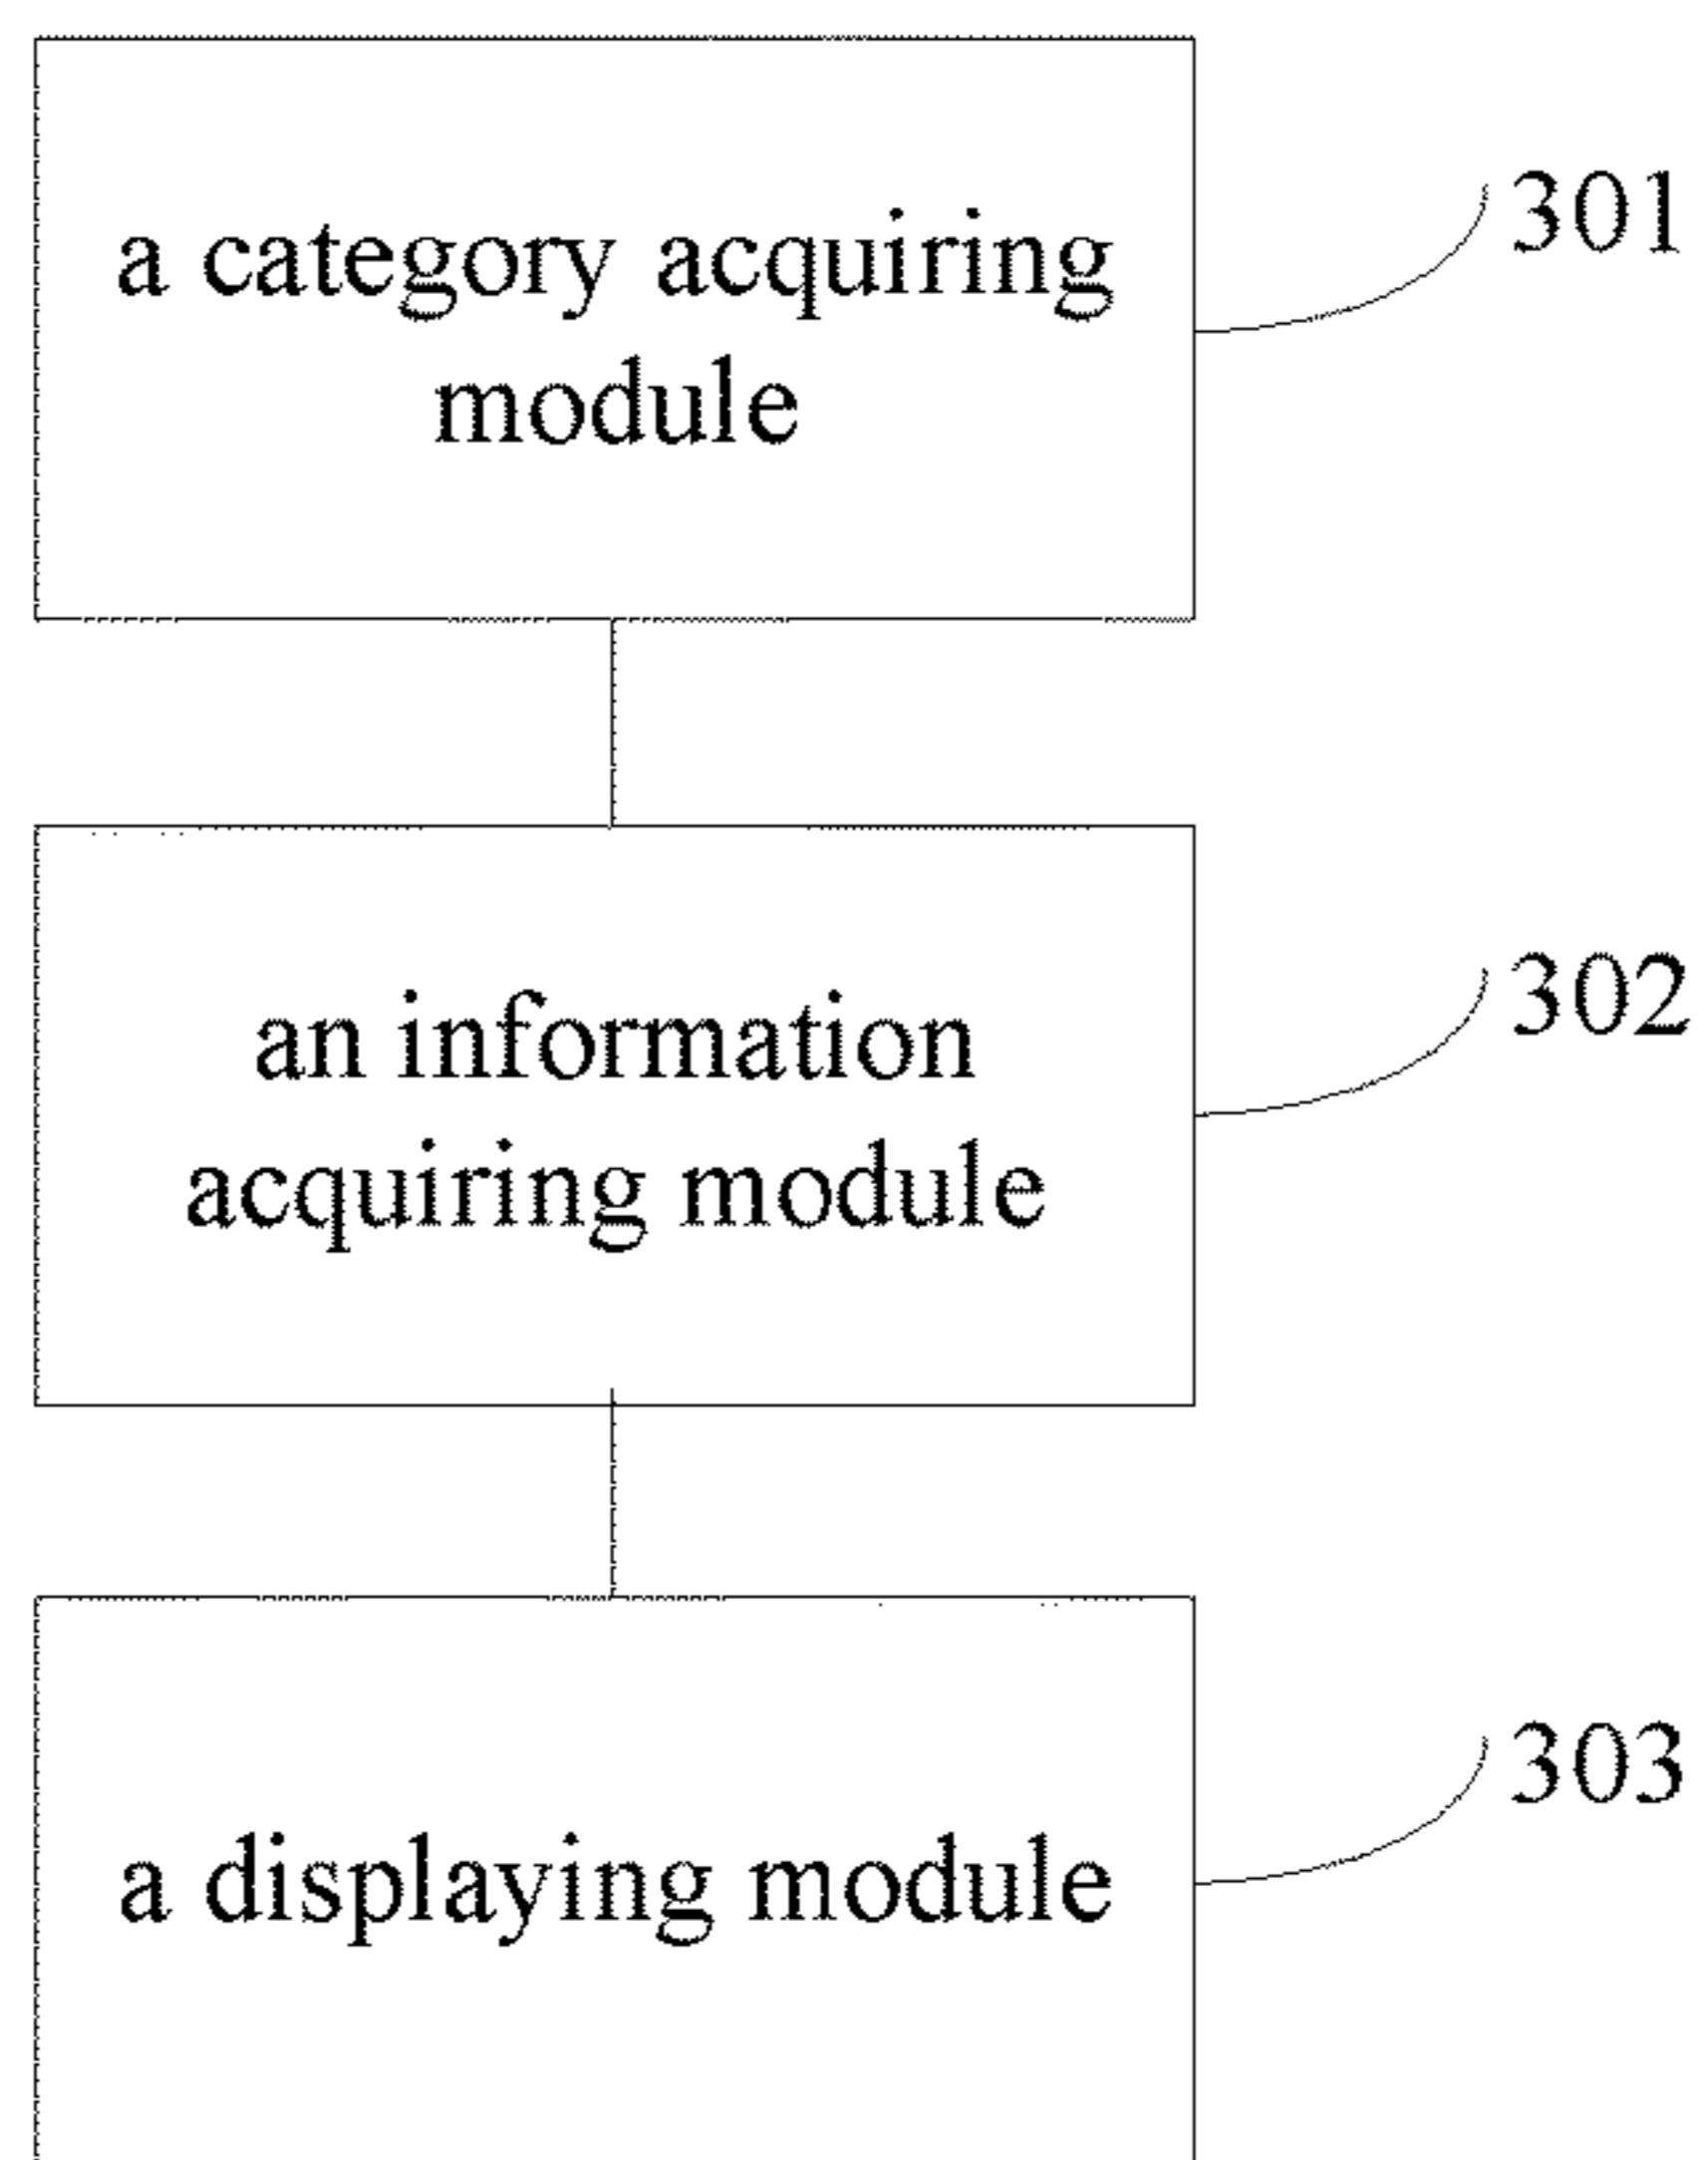 a category acquiring
module
301
an information
acquiring module
302
a displaying module
303